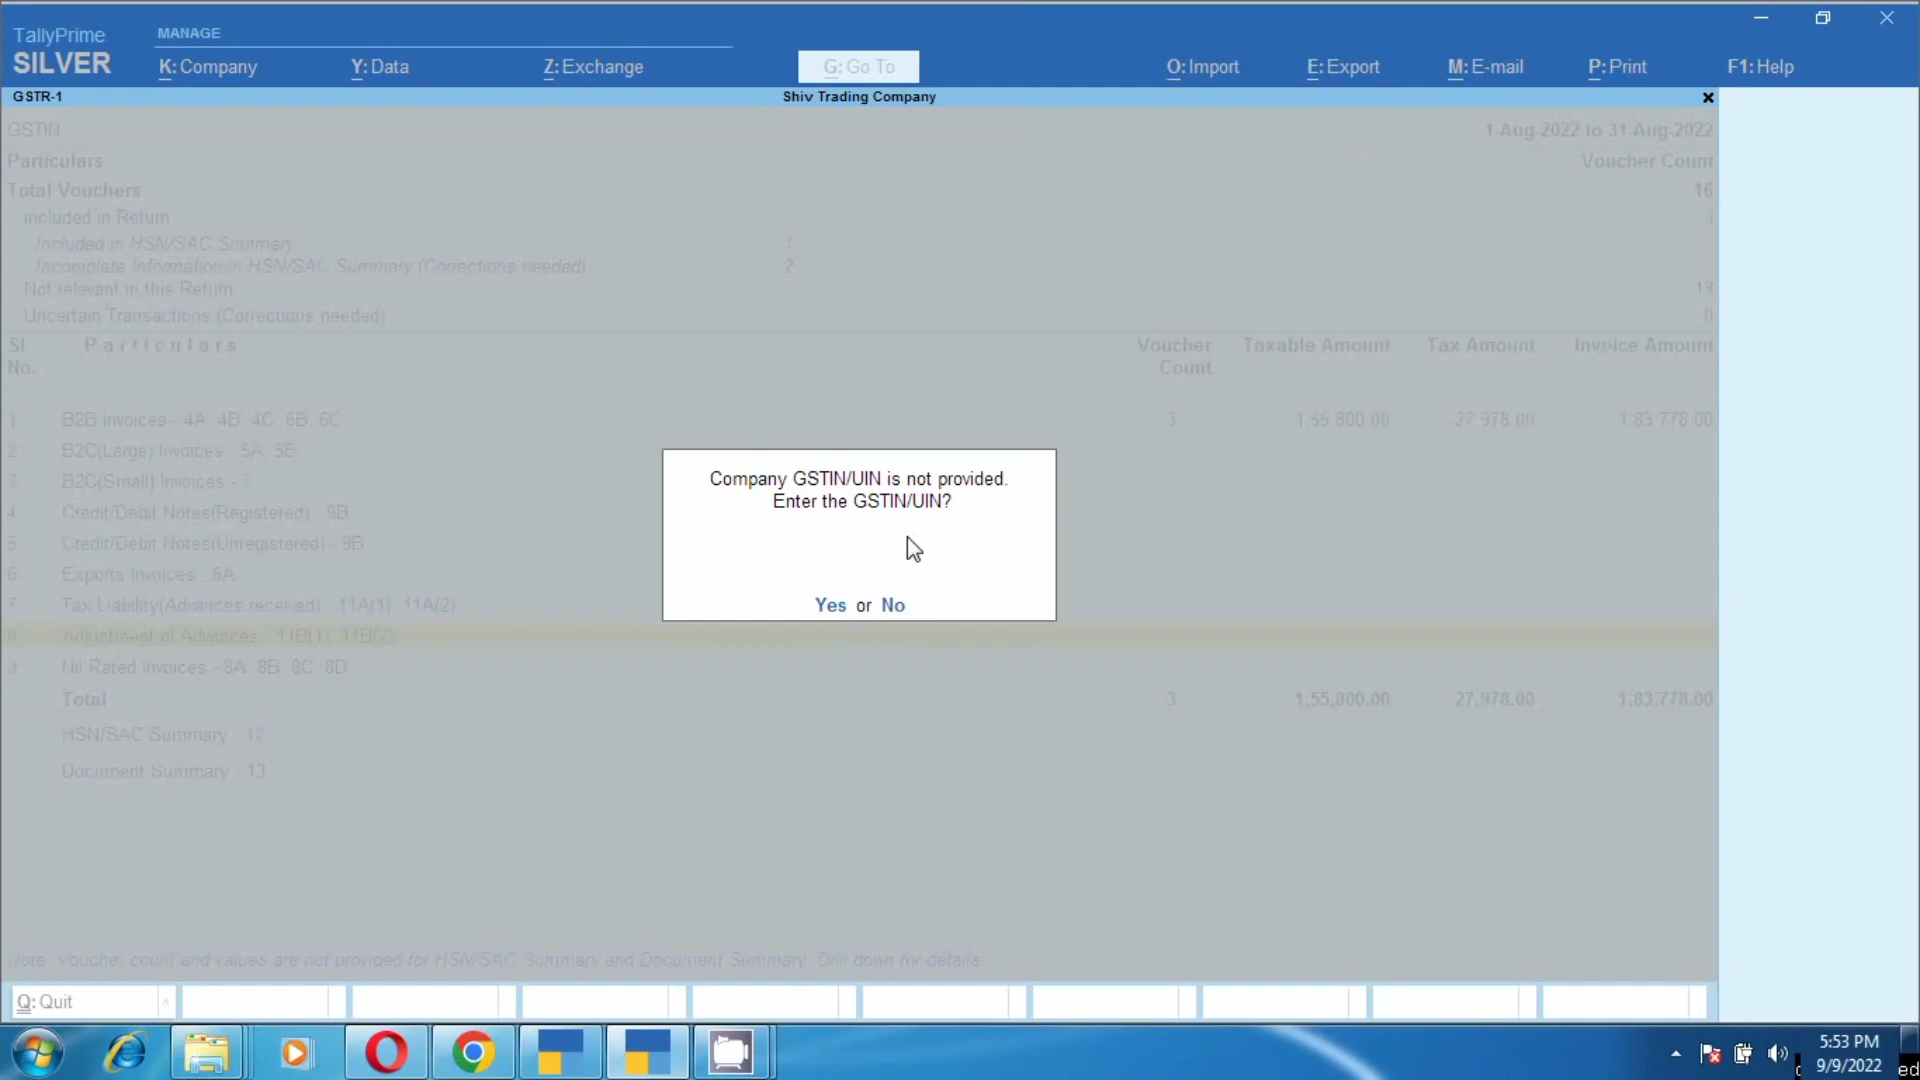 TallyPrime
SILVER
MANAGE
K: Company
Y: Data
Z: Exchange
G: Go To
O: Import
E: Export
M: E-mail
P: Print
F1: Help
GSTR-1
Shiv Trading Company
GSTIN
1-Aug-2022 to 31-Aug-2022
Particulars
Voucher Count
Total Vouchers
16
Included in Return
Included in HSN/SAC Summary
1
Incomplete Information in HSN/SAC Summary (Corrections needed)
2
Not relevant in this Return
13
Uncertain Transactions (Corrections needed)
0
Sl No.
Particulars
Voucher Count
Taxable Amount
Tax Amount
Invoice Amount
1 B2B Invoices - 4A, 4B, 4C, 6B, 6C 3 1,55,800.00 27,978.00 1,83,778.00
2 B2C(Large) Invoices - 5A, 5B
3 B2C(Small) Invoices - 7
4 Credit/Debit Notes(Registered) - 9B
5 Credit/Debit Notes(Unregistered) - 9B
6 Exports Invoices - 6A
7 Tax Liability(Advances received) - 11A(1), 11A(2)
8 Adjustment of Advances - 11B(1), 11B(2)
9 Nil Rated Invoices - 8A, 8B, 8C, 8D
Total 3 1,55,800.00 27,978.00 1,83,778.00
HSN/SAC Summary - 12
Document Summary - 13
Company GSTIN/UIN is not provided.
Enter the GSTIN/UIN?
Yes or No
Note: Voucher count and values are not provided for HSN/SAC Summary and Document Summary. Drill down for details
Q: Quit
5:53 PM
9/9/2022